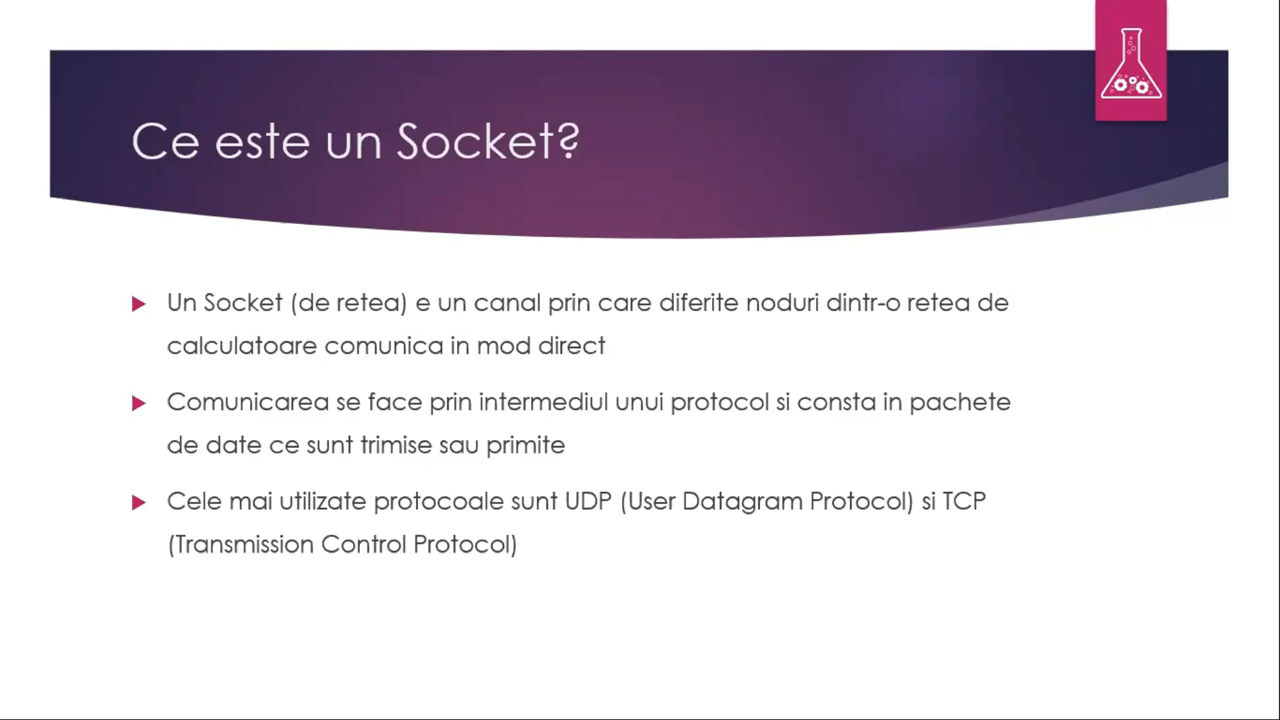 Ce este un Socket?
Un Socket (de retea) e un canal prin care diferite noduri dintr-o retea de
calculatoare comunica in mod direct
Comunicarea se face prin intermediul unui protocol si consta in pachete
de date ce sunt trimise sau primite
Cele mai utilizate protocoale sunt UDP (User Datagram Protocol) si TCP
(Transmission Control Protocol)